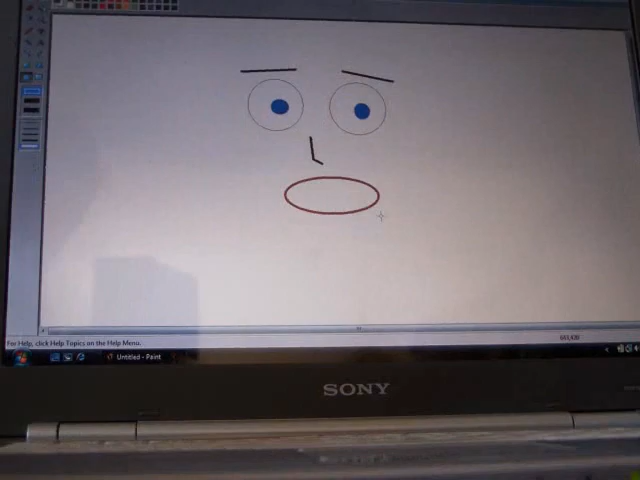 For Help, click Help Topics on the Help Menu.
Untitled - Paint
SONY